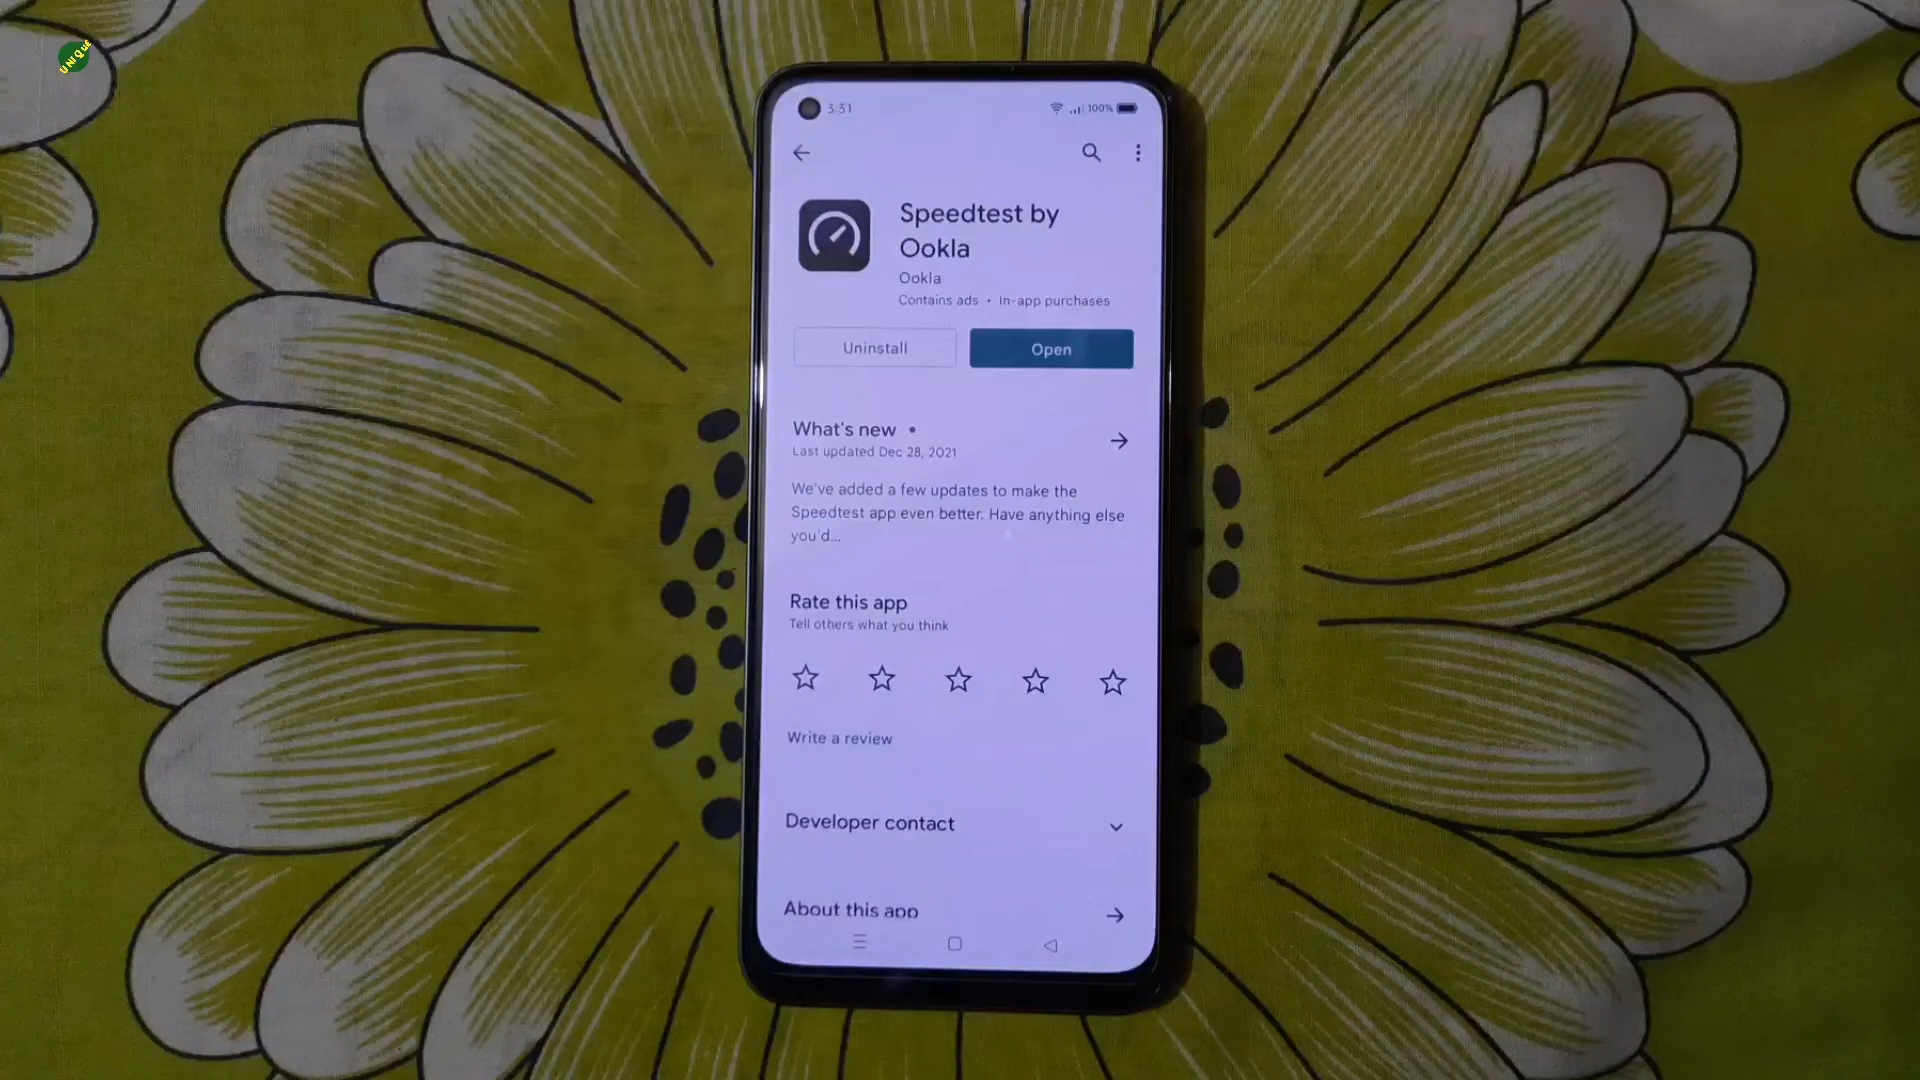 UNIQUE
3:31
100%
Speedtest by
Ookla
Ookla
Contains ads • In-app purchases
Uninstall
Open
What's new •
Last updated Dec 28, 2021
We've added a few updates to make the
Speedtest app even better. Have anything else
you'd...
Rate this app
Tell others what you think
Write a review
Developer contact
About this app